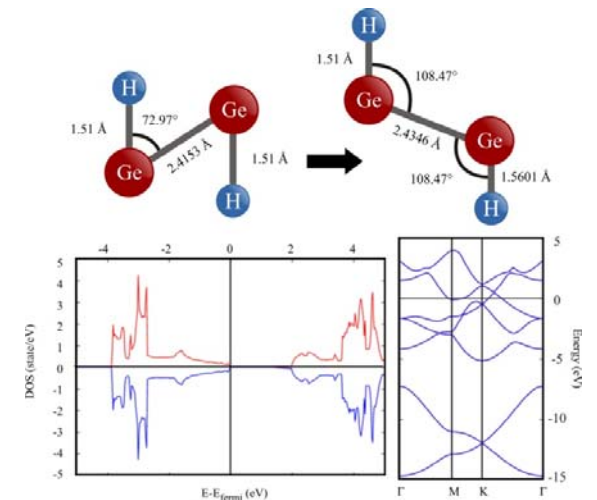 H
1.51 Å
72.97°
Ge
2.4153 Å
Ge
1.51 Å
H
H
1.51 Å
108.47°
Ge
2.4346 Å
Ge
108.47°
1.5601 Å
H
-4 -2 0 2 4
5
4
3
2
1
0
-1
-2
-3
-4
-5
DOS (state/eV)
E-Efermi (eV)
5
0
-5
-10
-15
Energy (eV)
Γ M K Γ